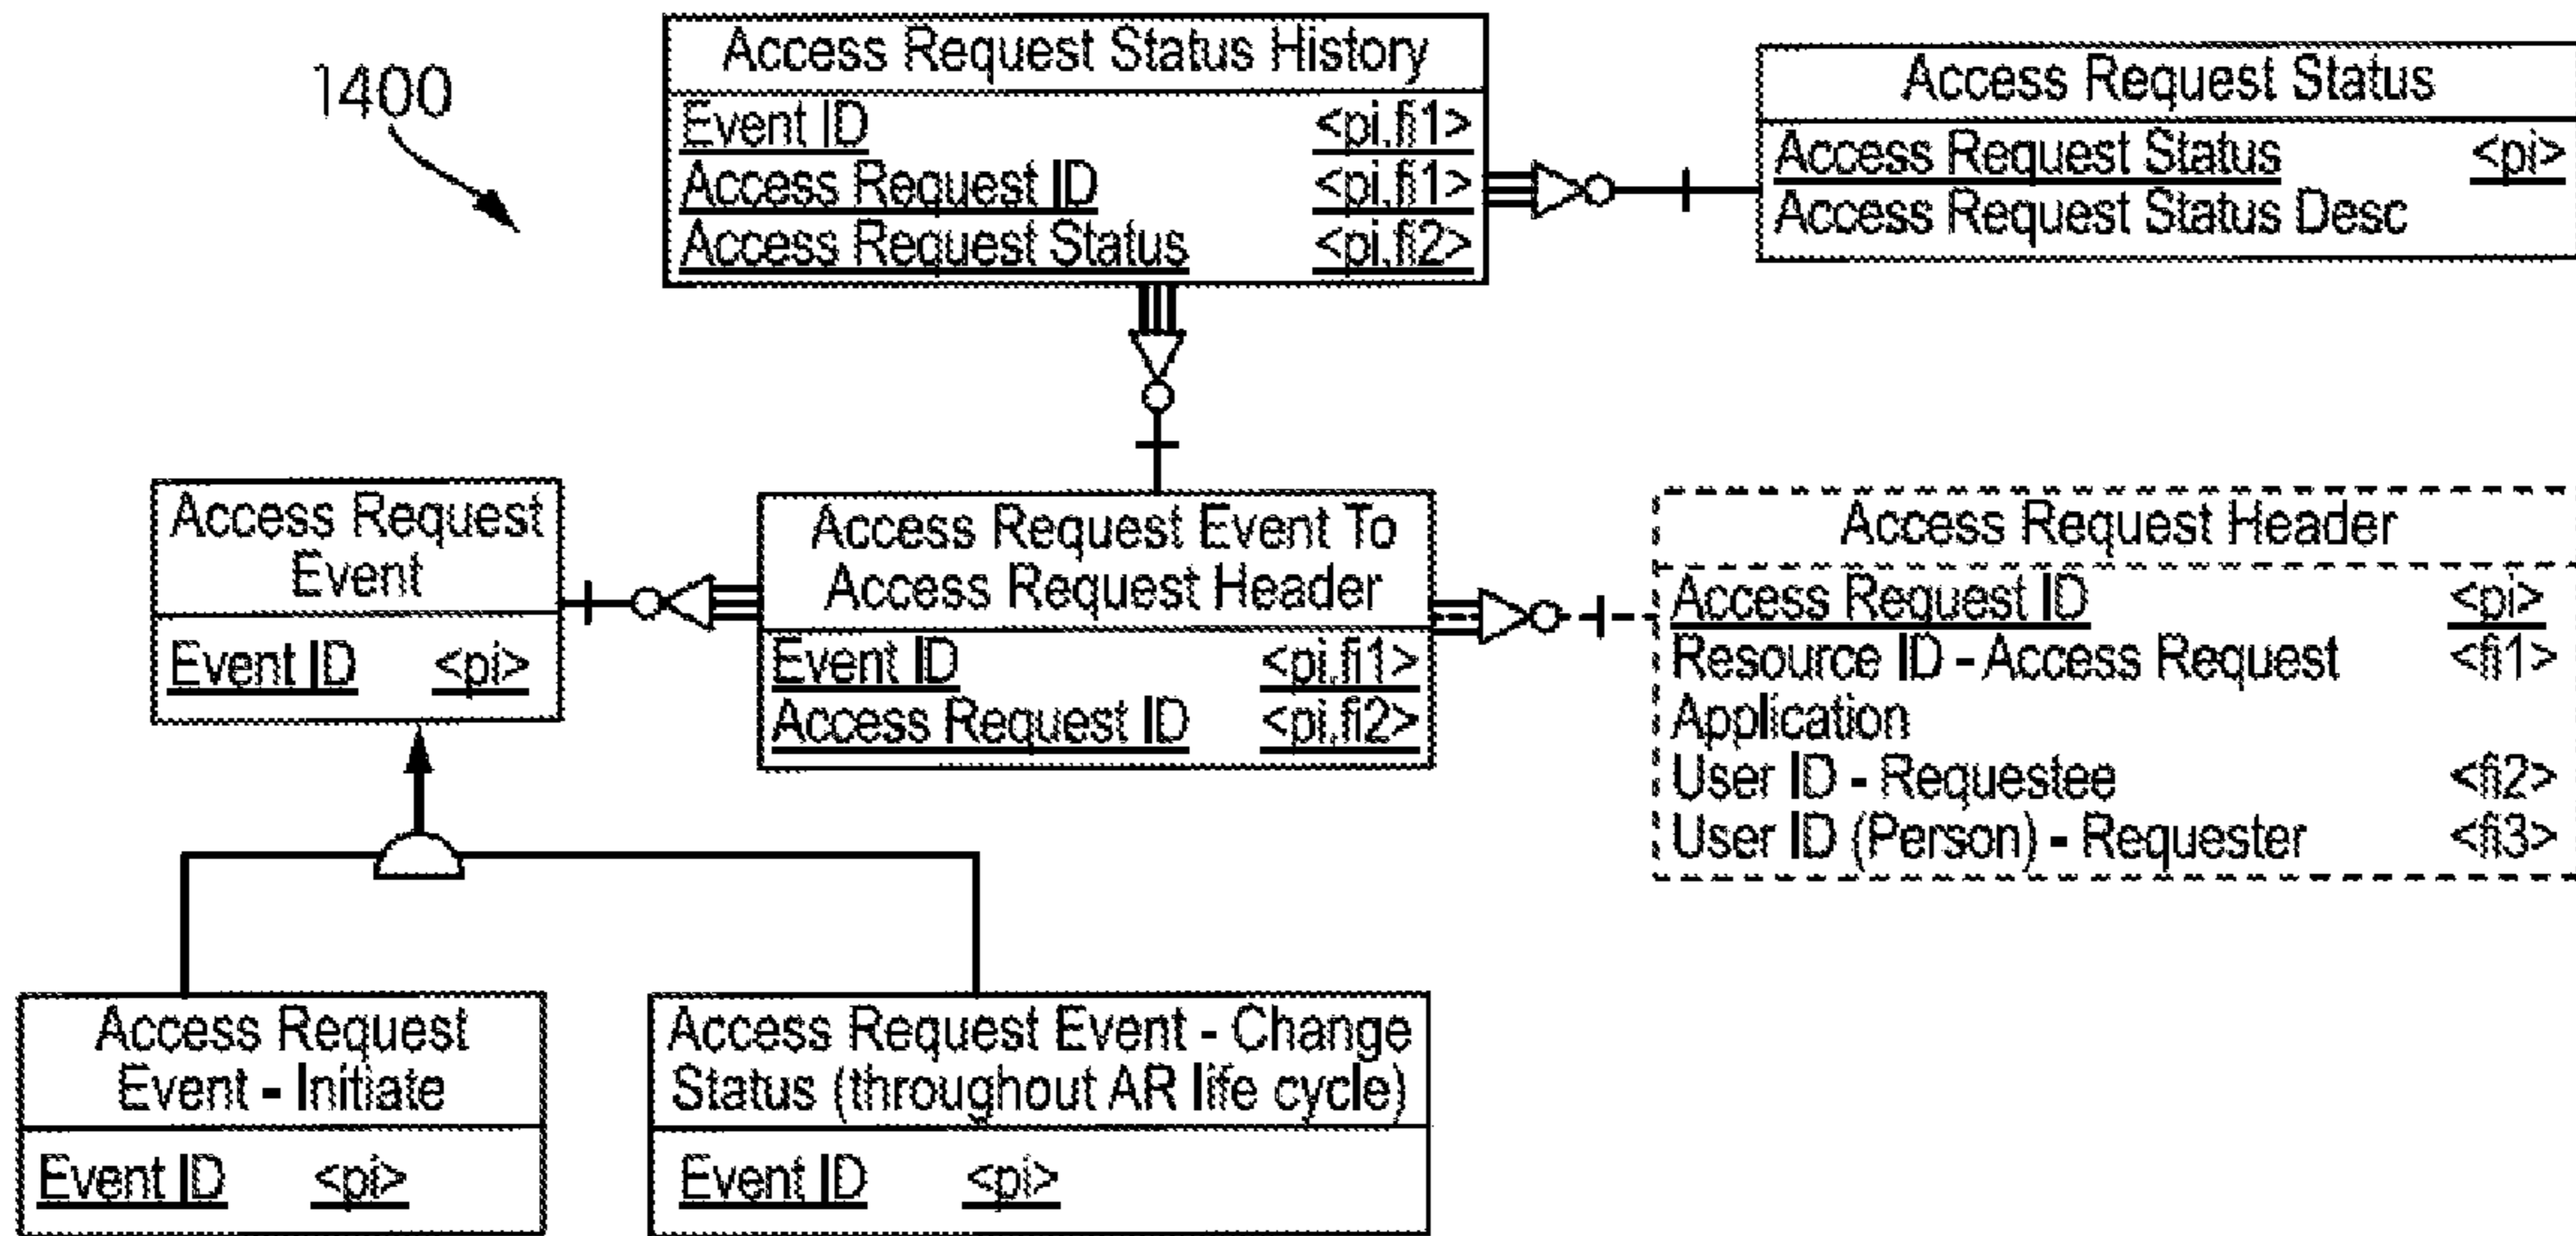 1400
Access Request Status History
Event ID <pi,fi1>
Access Request ID <pi,fi1>
Access Request Status <pi,fi2>
Access Request Status
Access Request Status <pi>
Access Request Status Desc
Access Request
Event
Event ID <pi>
Access Request Event To
Access Request Header
Event ID <pi,fi1>
Access Request ID <pi,fi2>
Access Request Header
Access Request ID <pi>
Resource ID - Access Request <fi1>
Application
User ID - Requestee <fi2>
User ID (Person) - Requester <fi3>
Access Request
Event - Initiate
Event ID <pi>
Access Request Event - Change
Status (throughout AR life cycle)
Event ID <pi>